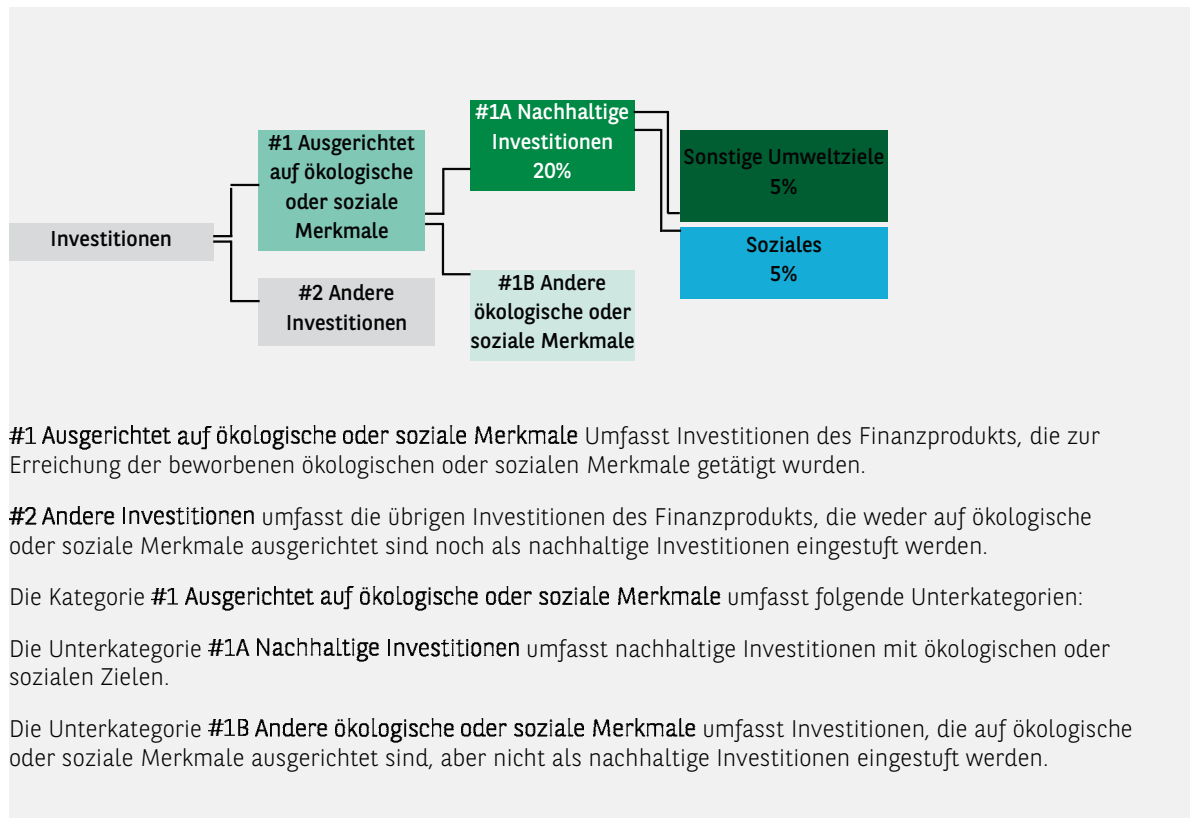 #1A Nachhaltige
Investitionen
20%
#1 Ausgerichtet
auf ökologische
oder soziale
Merkmale
Sonstige Umweltziele
5%
Investitionen
Soziales
5%
#2 Andere
Investitionen
#1B Andere
ökologische oder
soziale Merkmale
#1 Ausgerichtet auf ökologische oder soziale Merkmale Umfasst Investitionen des Finanzprodukts, die zur
Erreichung der beworbenen ökologischen oder sozialen Merkmale getätigt wurden.
#2 Andere Investitionen umfasst die übrigen Investitionen des Finanzprodukts, die weder auf ökologische
oder soziale Merkmale ausgerichtet sind noch als nachhaltige Investitionen eingestuft werden.
Die Kategorie #1 Ausgerichtet auf ökologische oder soziale Merkmale umfasst folgende Unterkategorien:
Die Unterkategorie #1A Nachhaltige Investitionen umfasst nachhaltige Investitionen mit ökologischen oder
sozialen Zielen.
Die Unterkategorie #1B Andere ökologische oder soziale Merkmale umfasst Investitionen, die auf ökologische
oder soziale Merkmale ausgerichtet sind, aber nicht als nachhaltige Investitionen eingestuft werden.